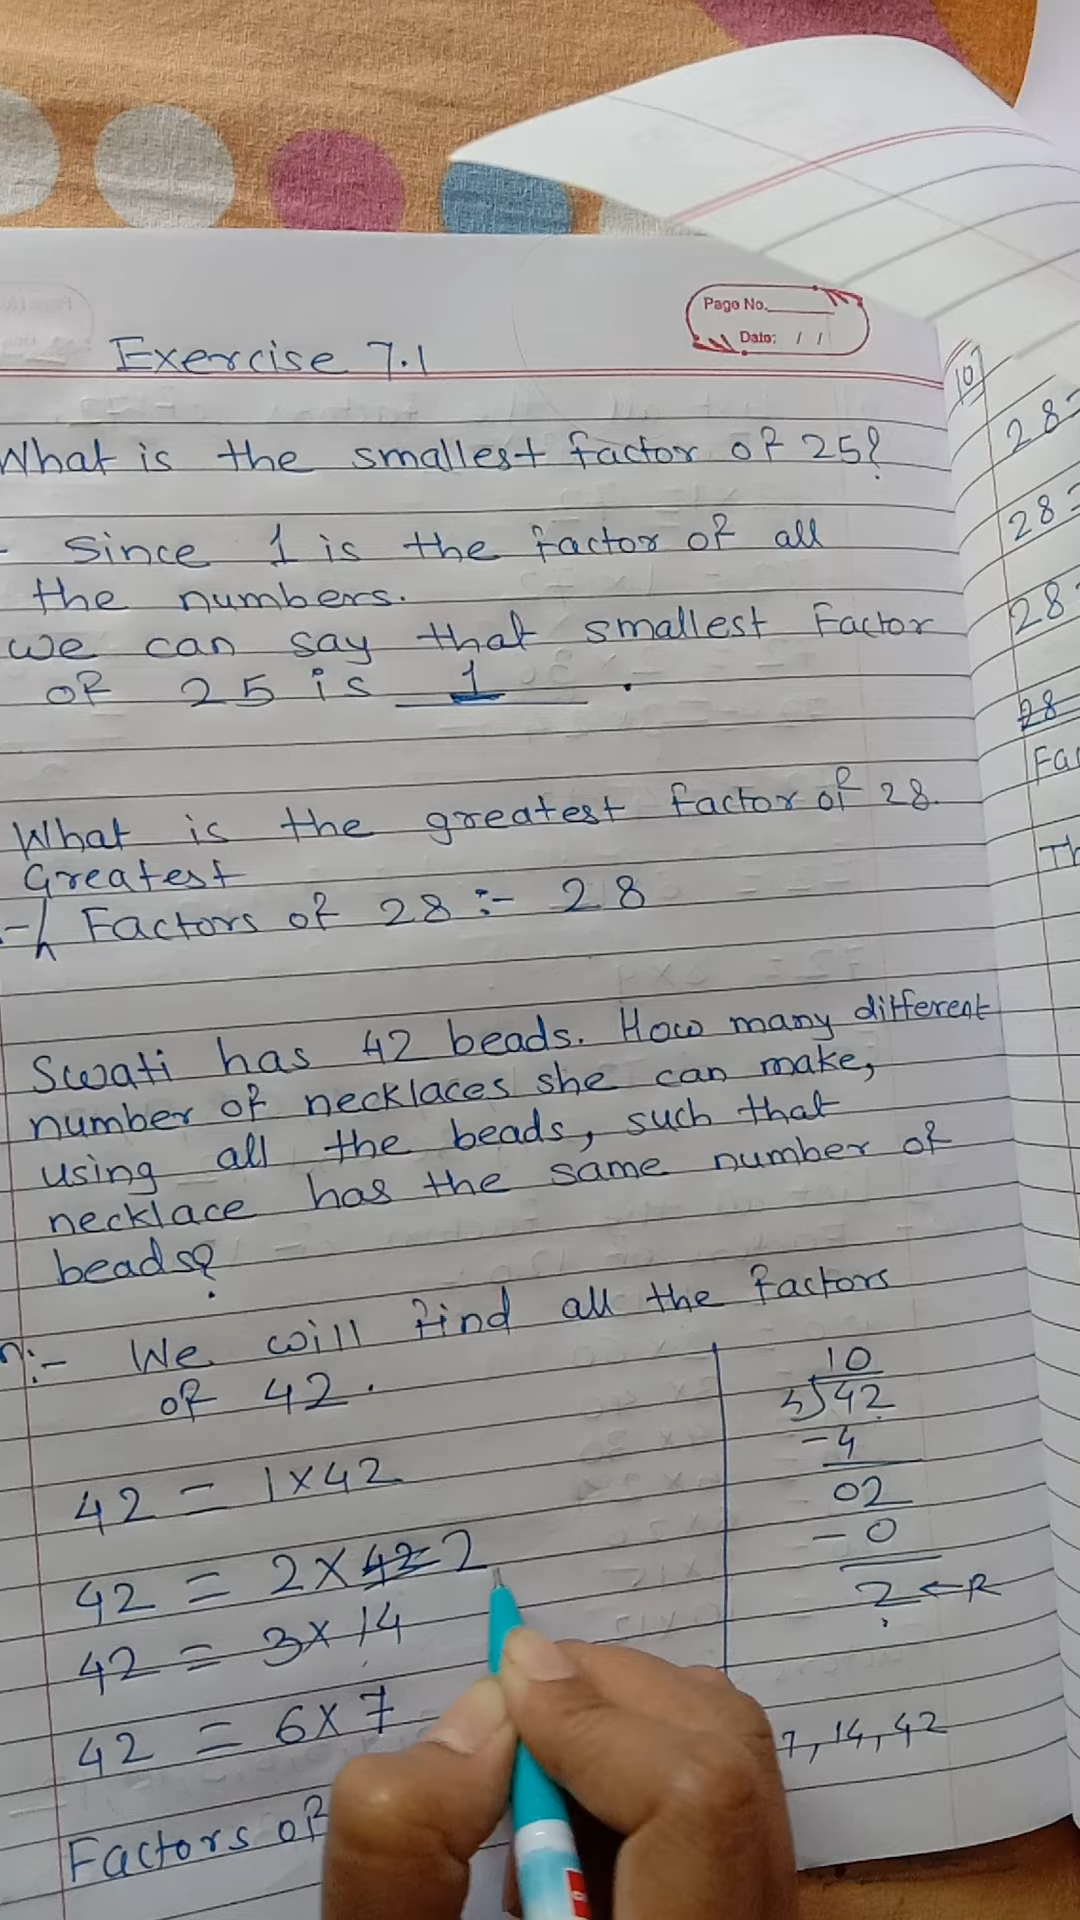 Page No.
Date: / /
Exercise 7.1
What is the smallest factor of 25?
- Since 1 is the factor of all
the numbers.
we can say that smallest Factor
of 25 is 1 .
What is the greatest factor of 28.
Greatest
:- Factors of 28 :- 28
Swati has 42 beads. How many different
number of necklaces she can make,
using all the beads, such that
necklace has the same number of
beads?
:- We will find all the factors
of 42.
42 = 1 x 42
42 = 2 x 42 2
42 = 3 x 14
42 = 6 x 7
Factors of
7, 14, 42
10
42
- 4
02
- 0
2 ← R
10
28=
28=
28
28
Fac
Th